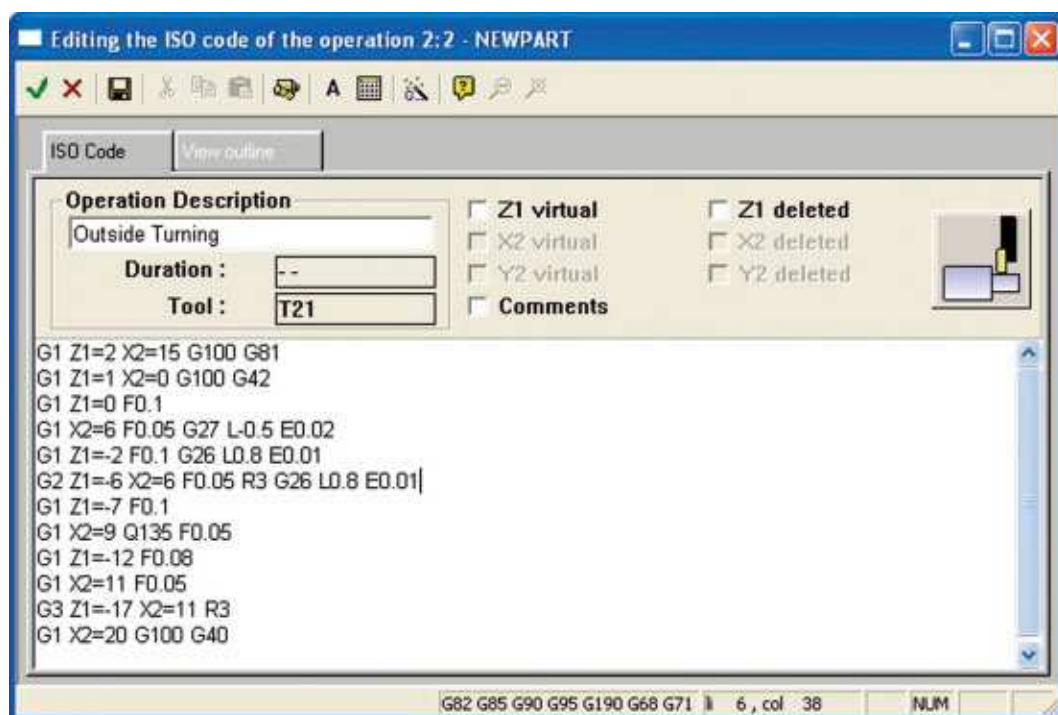 Editing the ISO code of the operation 2:2 - NEWPART
A
ISO Code View outline
Operation Description
Outside Turning
Duration : - -
Tool : T21
Z1 virtual Z1 deleted
X2 virtual X2 deleted
Y2 virtual Y2 deleted
Comments
G1 Z1=2 X2=15 G100 G81
G1 Z1=1 X2=0 G100 G42
G1 Z1=0 F0.1
G1 X2=6 F0.05 G27 L-0.5 E0.02
G1 Z1=-2 F0.1 G26 L0.8 E0.01
G2 Z1=-6 X2=6 F0.05 R3 G26 L0.8 E0.01
G1 Z1=-7 F0.1
G1 X2=9 Q135 F0.05
G1 Z1=-12 F0.08
G1 X2=11 F0.05
G3 Z1=-17 X2=11 R3
G1 X2=20 G100 G40
G82 G85 G90 G95 G190 G68 G71 6 , col 38 NUM